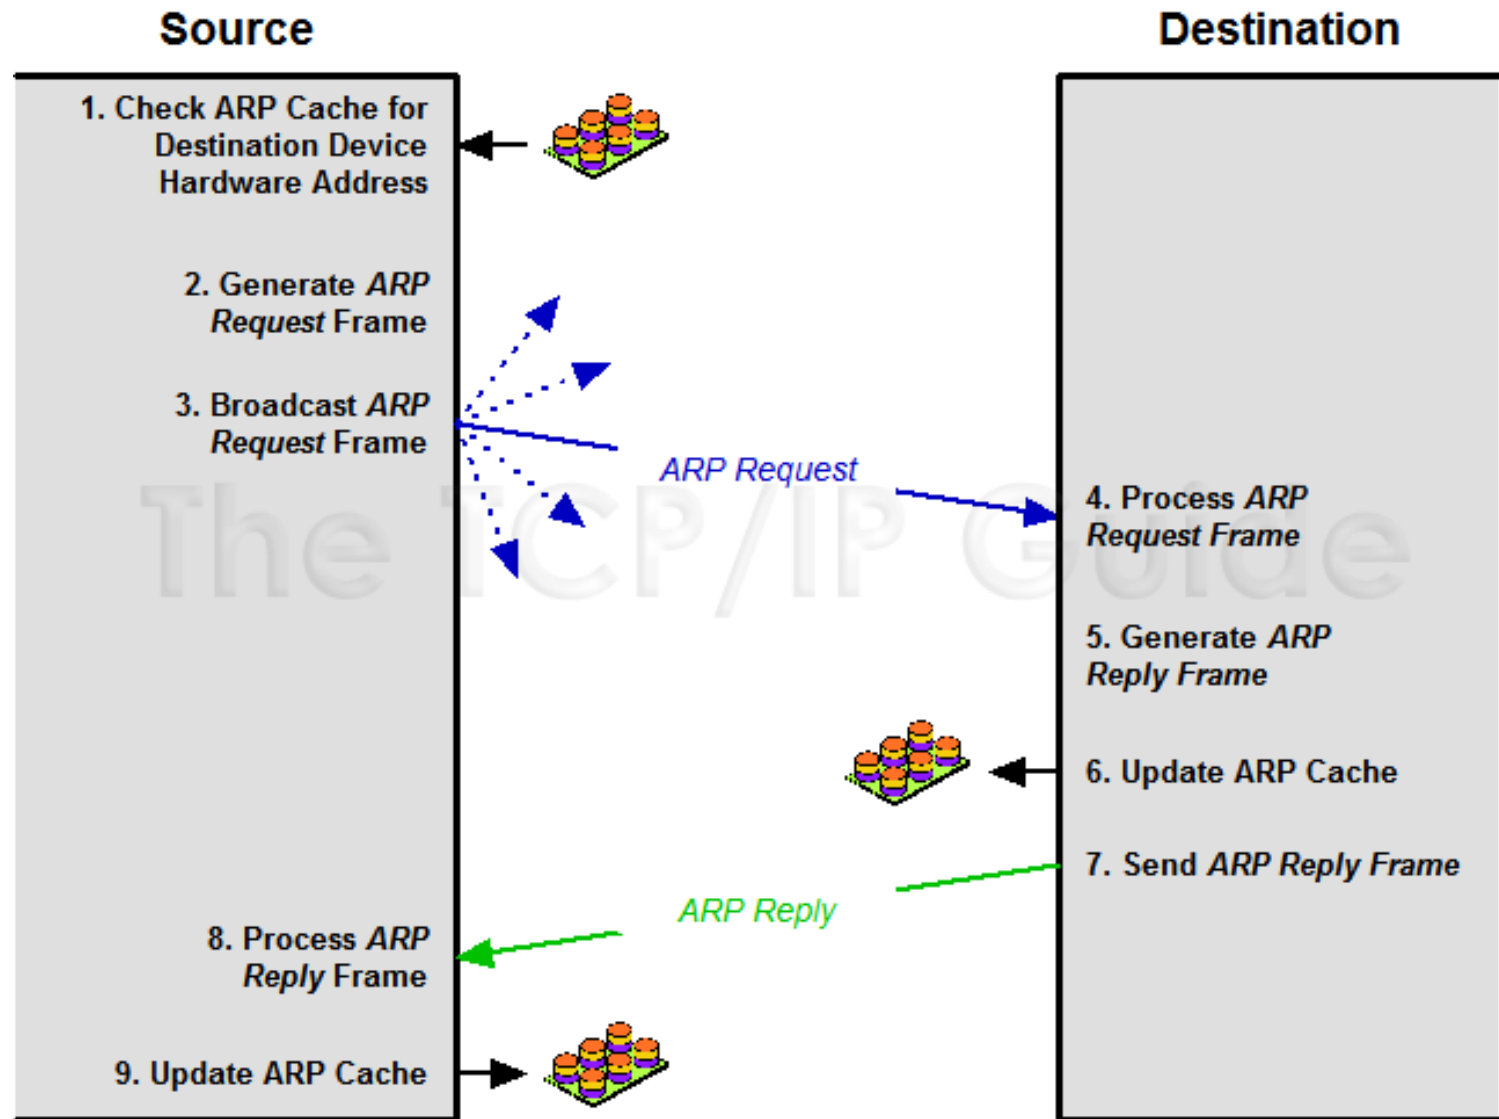 Source
Destination
1. Check ARP Cache for
Destination Device
Hardware Address
2. Generate ARP
Request Frame
3. Broadcast ARP
Request Frame
ARP Request
The TCP/IP Guide
4. Process ARP
Request Frame
5. Generate ARP
Reply Frame
6. Update ARP Cache
7. Send ARP Reply Frame
ARP Reply
8. Process ARP
Reply Frame
9. Update ARP Cache